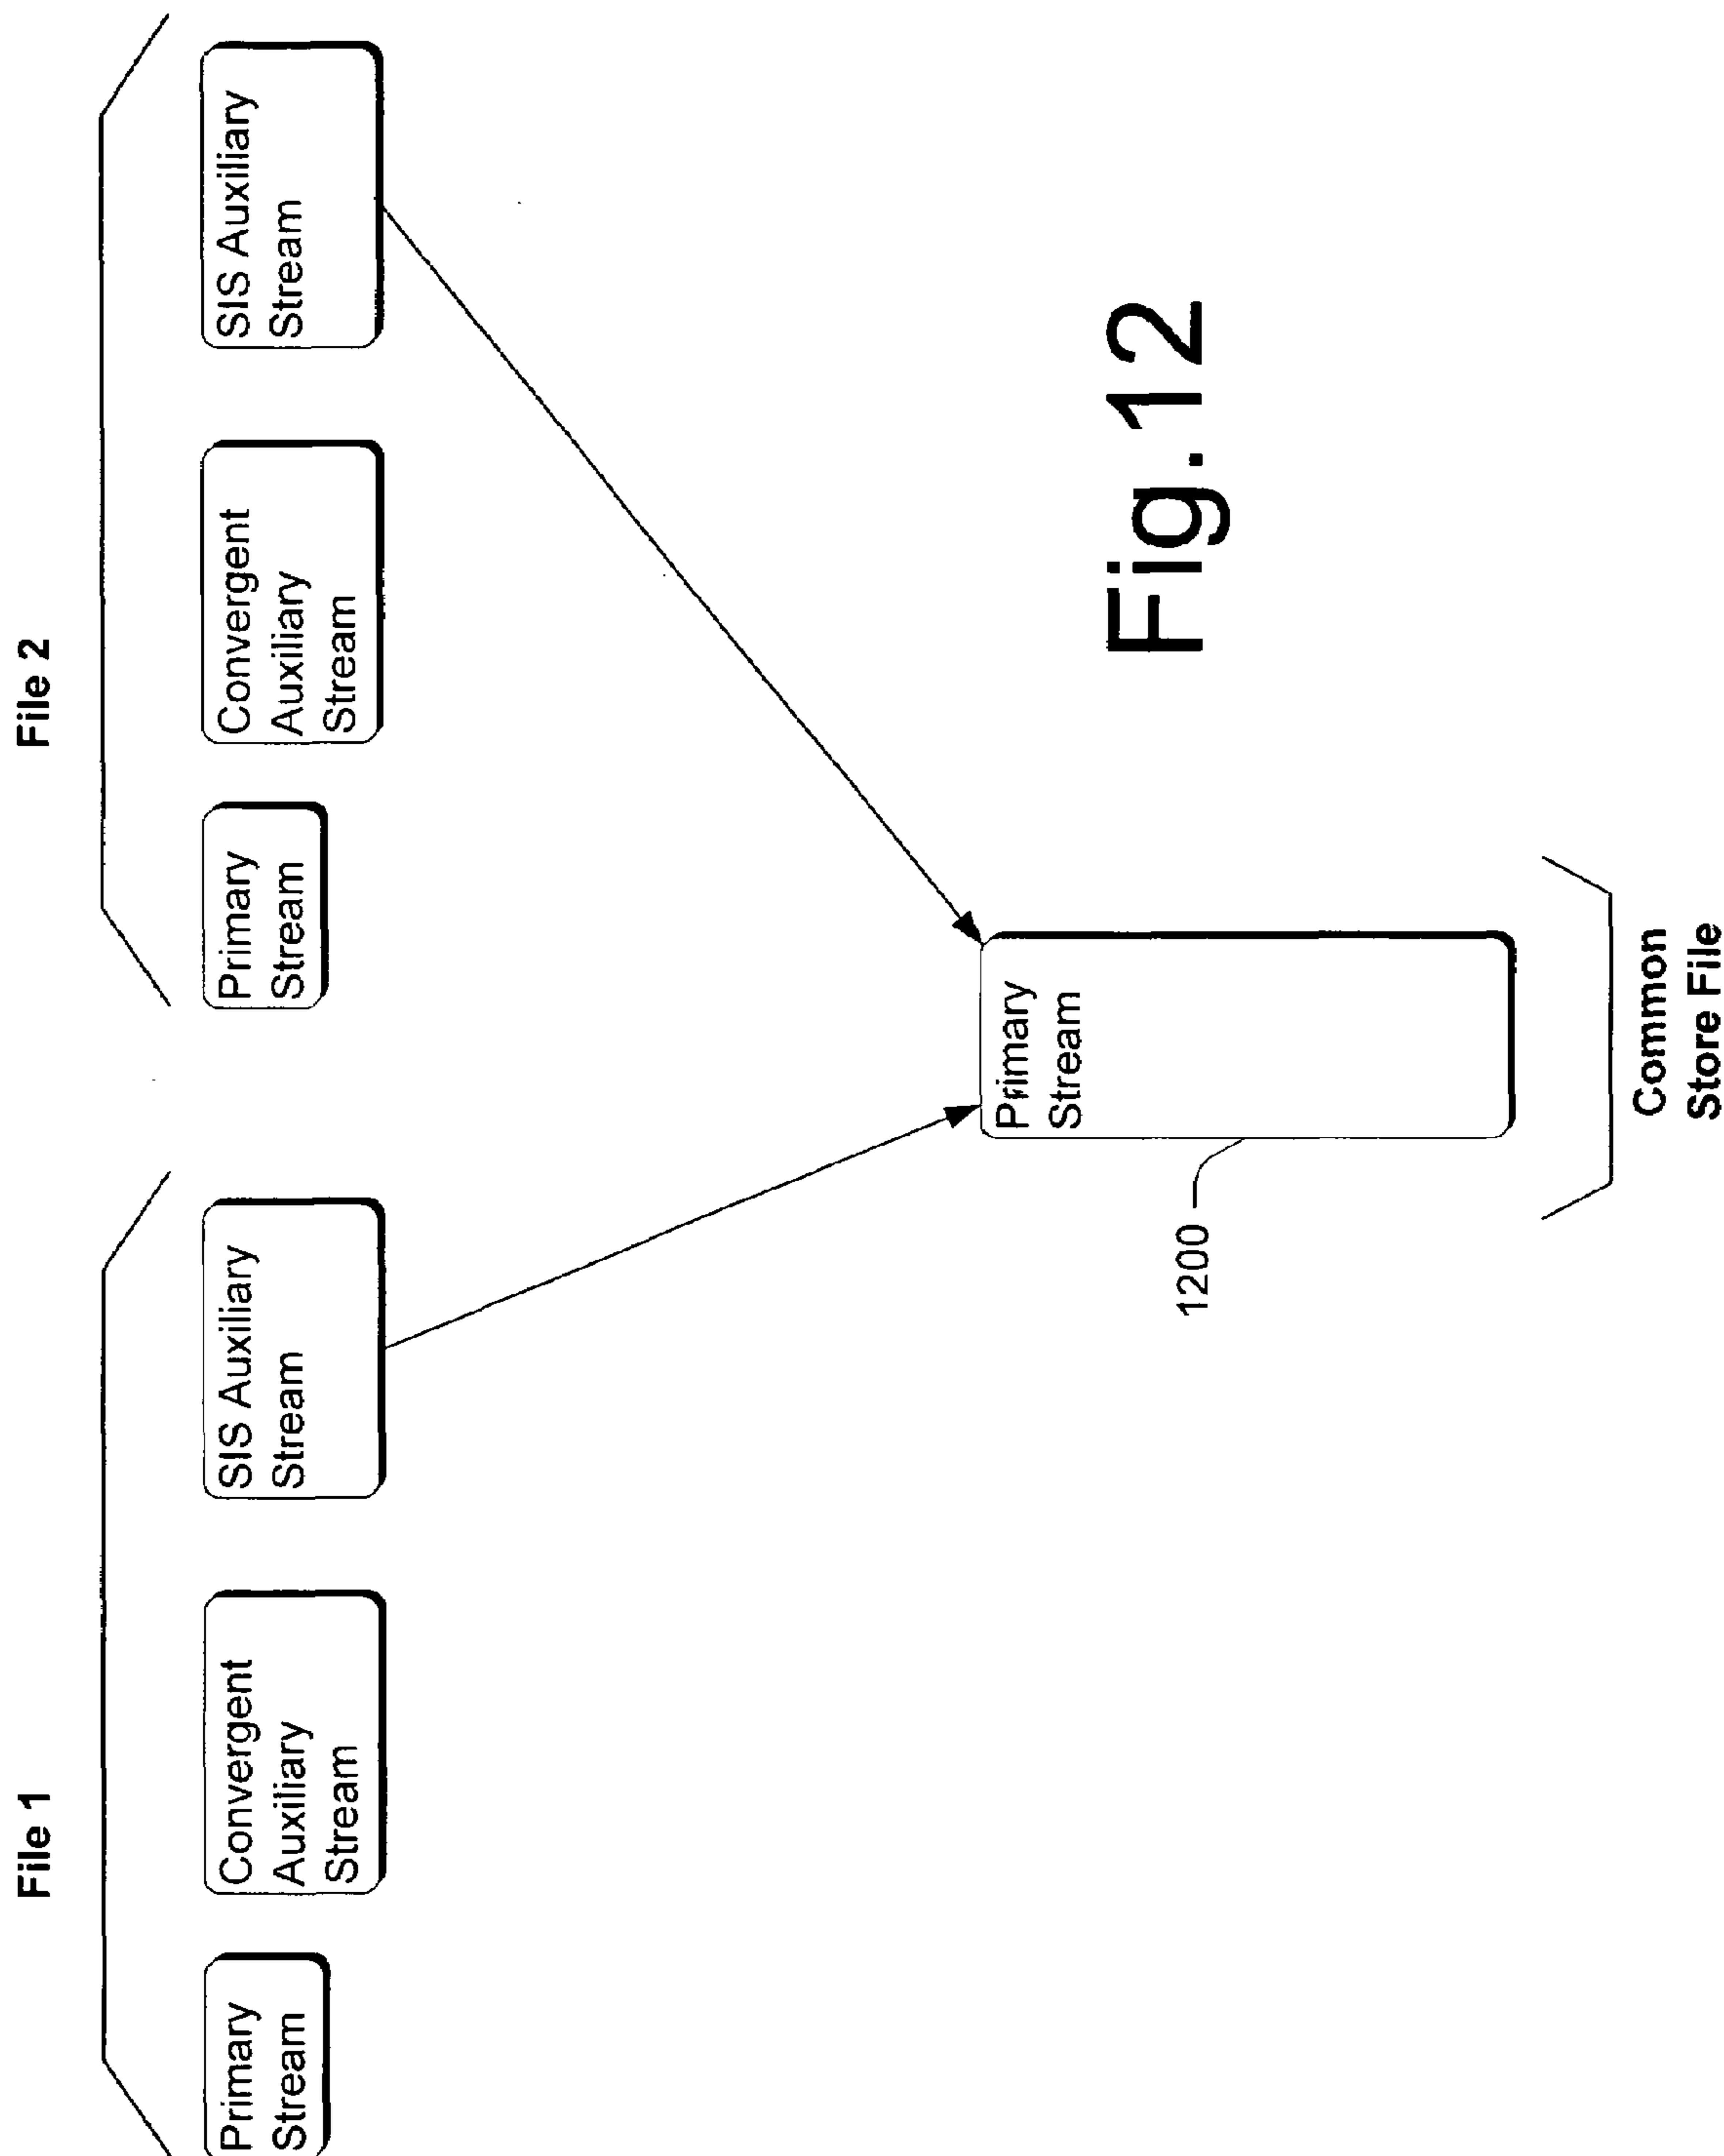 File 1
File 2
Primary
Stream
Convergent
Auxiliary
Stream
SIS Auxiliary
Stream
Primary
Stream
Convergent
Auxiliary
Stream
SIS Auxiliary
Stream
Primary
Stream
1200
Common
Store File
Fig.12